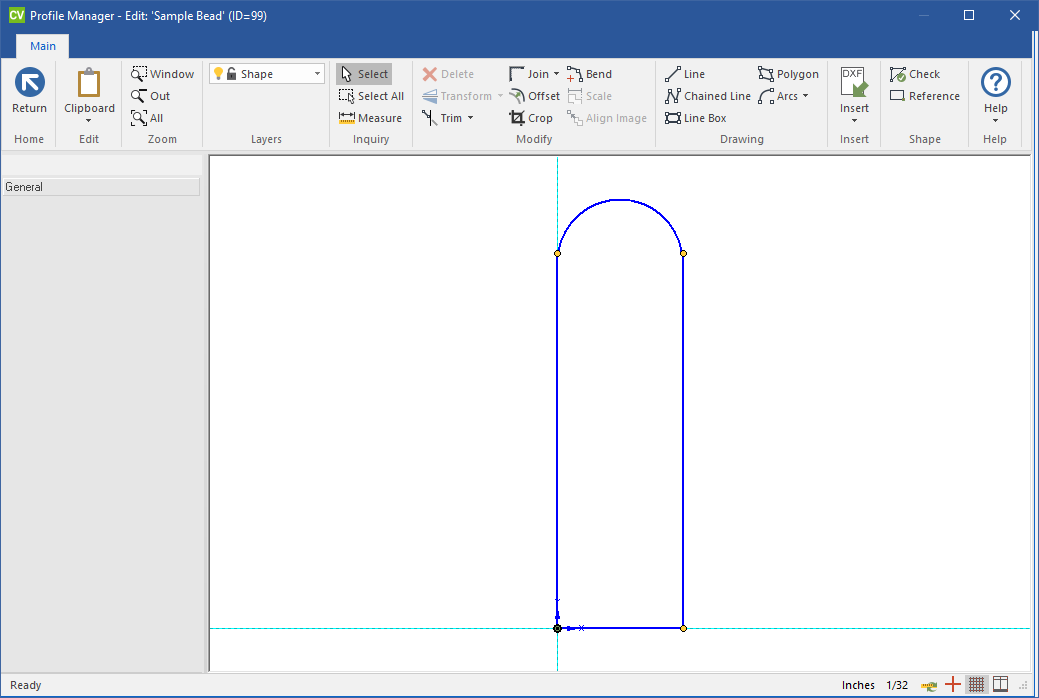 CV Profile Manager - Edit: 'Sample Bead' (ID=99)
Main
Return
Home
Clipboard
Edit
Window
Out
All
Zoom
Shape
Layers
Select
Select All
Measure
Inquiry
Delete
Transform
Trim
Join
Offset
Crop
Bend
Scale
Align Image
Modify
Line
Chained Line
Line Box
Polygon
Arcs
Drawing
DXF
Insert
Insert
Check
Reference
Shape
Help
Help
General
Y
X
Ready
Inches 1/32